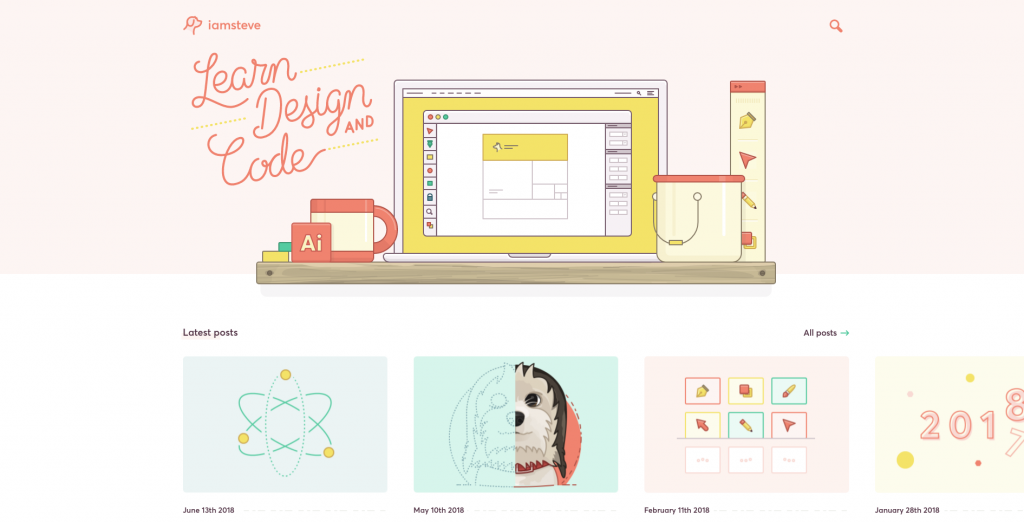 iamsteve
Learn
Design
AND
Code
Ai
Latest posts
All posts →
2018
7
June 13th 2018
May 10th 2018
February 11th 2018
January 28th 2018